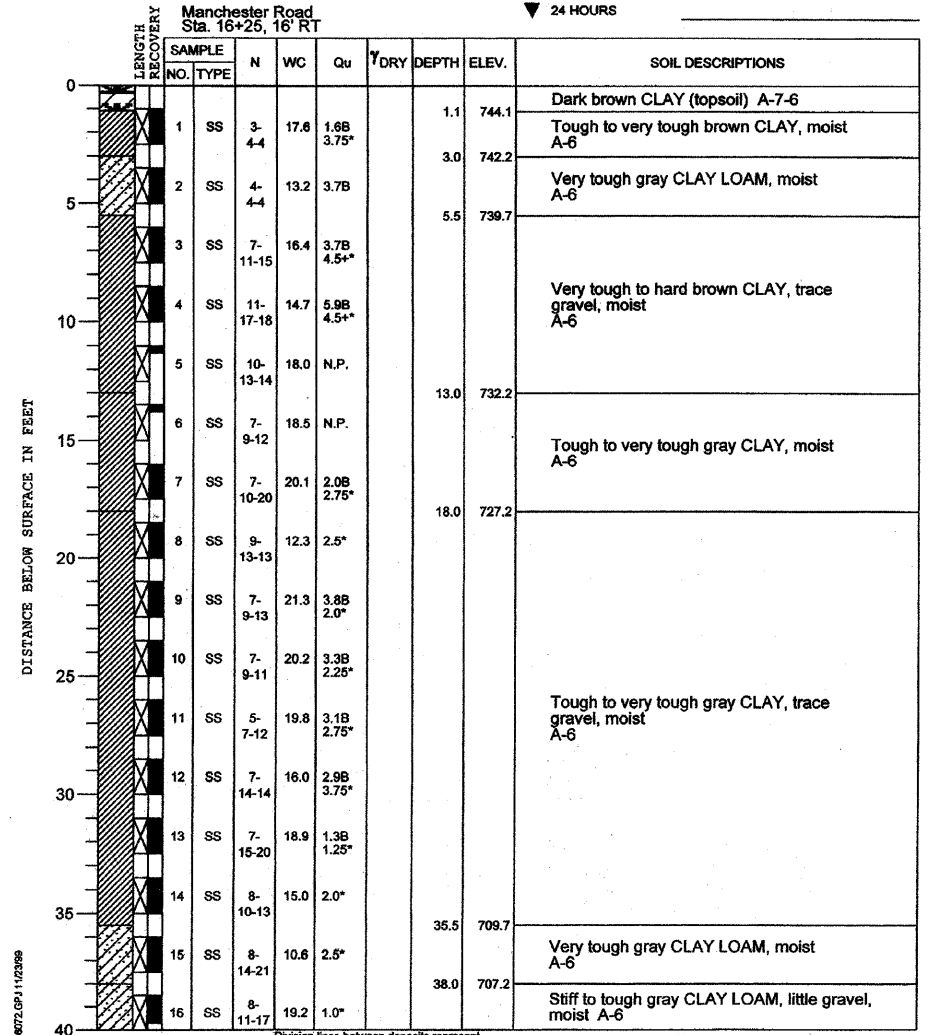 Manchester Road
Sta. 16+25, 16' RT
▼ 24 HOURS
LENGTH
RECOVERY
SAMPLE
NO. TYPE N WC Qu γDRY DEPTH ELEV. SOIL DESCRIPTIONS
DISTANCE BELOW SURFACE IN FEET
0
Dark brown CLAY (topsoil) A-7-6
1.1 744.1
1 SS 3- 17.6 1.6B
4-4 3.75*
Tough to very tough brown CLAY, moist
A-6
3.0 742.2
2 SS 4- 13.2 3.7B
4-4
Very tough gray CLAY LOAM, moist
A-6
5
5.5 739.7
3 SS 7- 16.4 3.7B
11-15 4.5+*
4 SS 11- 14.7 5.9B
17-18 4.5+*
Very tough to hard brown CLAY, trace
gravel, moist
A-6
10
5 SS 10- 18.0 N.P.
13-14
13.0 732.2
6 SS 7- 18.5 N.P.
9-12
Tough to very tough gray CLAY, moist
A-6
15
7 SS 7- 20.1 2.0B
10-20 2.75*
18.0 727.2
8 SS 9- 12.3 2.5*
13-13
20
9 SS 7- 21.3 3.8B
9-13 2.0*
10 SS 7- 20.2 3.3B
9-11 2.25*
25
11 SS 5- 19.8 3.1B
7-12 2.75*
Tough to very tough gray CLAY, trace
gravel, moist
A-6
12 SS 7- 16.0 2.9B
14-14 3.75*
30
13 SS 7- 18.9 1.3B
15-20 1.25*
14 SS 8- 15.0 2.0*
10-13
35
35.5 709.7
15 SS 8- 10.6 2.5*
14-21
Very tough gray CLAY LOAM, moist
A-6
38.0 707.2
16 SS 8- 19.2 1.0*
11-17
Stiff to tough gray CLAY LOAM, little gravel,
moist A-6
40
Division lines between deposits represent
6072.GPJ 11/23/99